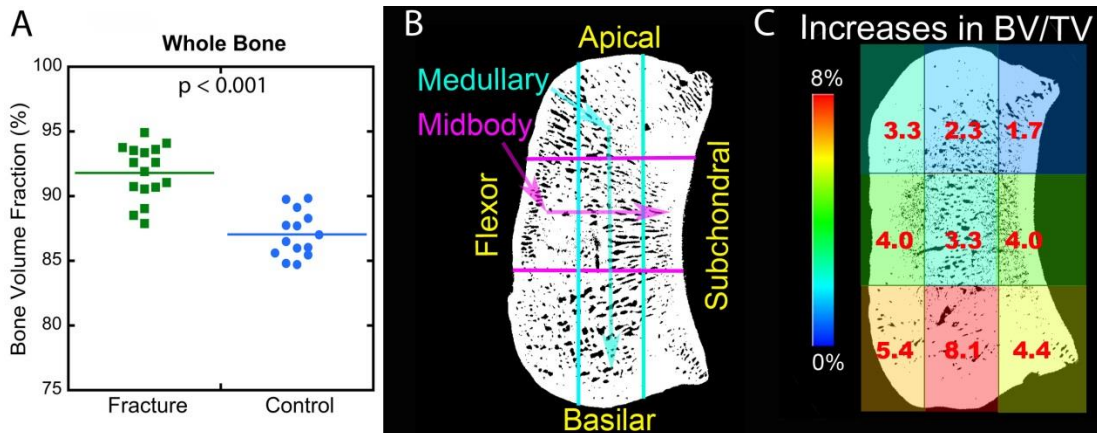 A
Whole Bone
p < 0.001
Bone Volume Fraction (%)
100
95
90
85
80
75
Fracture
Control
B
Apical
Medullary
Midbody
Flexor
Subchondral
Basilar
C
Increases in BV/TV
8%
0%
3.3 2.3 1.7
4.0 3.3 4.0
5.4 8.1 4.4